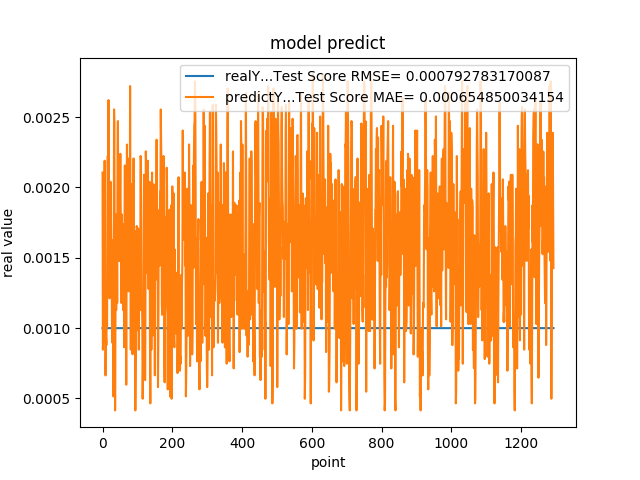 model predict
realY...Test Score RMSE= 0.000792783170087
predictY...Test Score MAE= 0.000654850034154
0.0025
0.0020
0.0015
0.0010
0.0005
real value
0 200 400 600 800 1000 1200
point